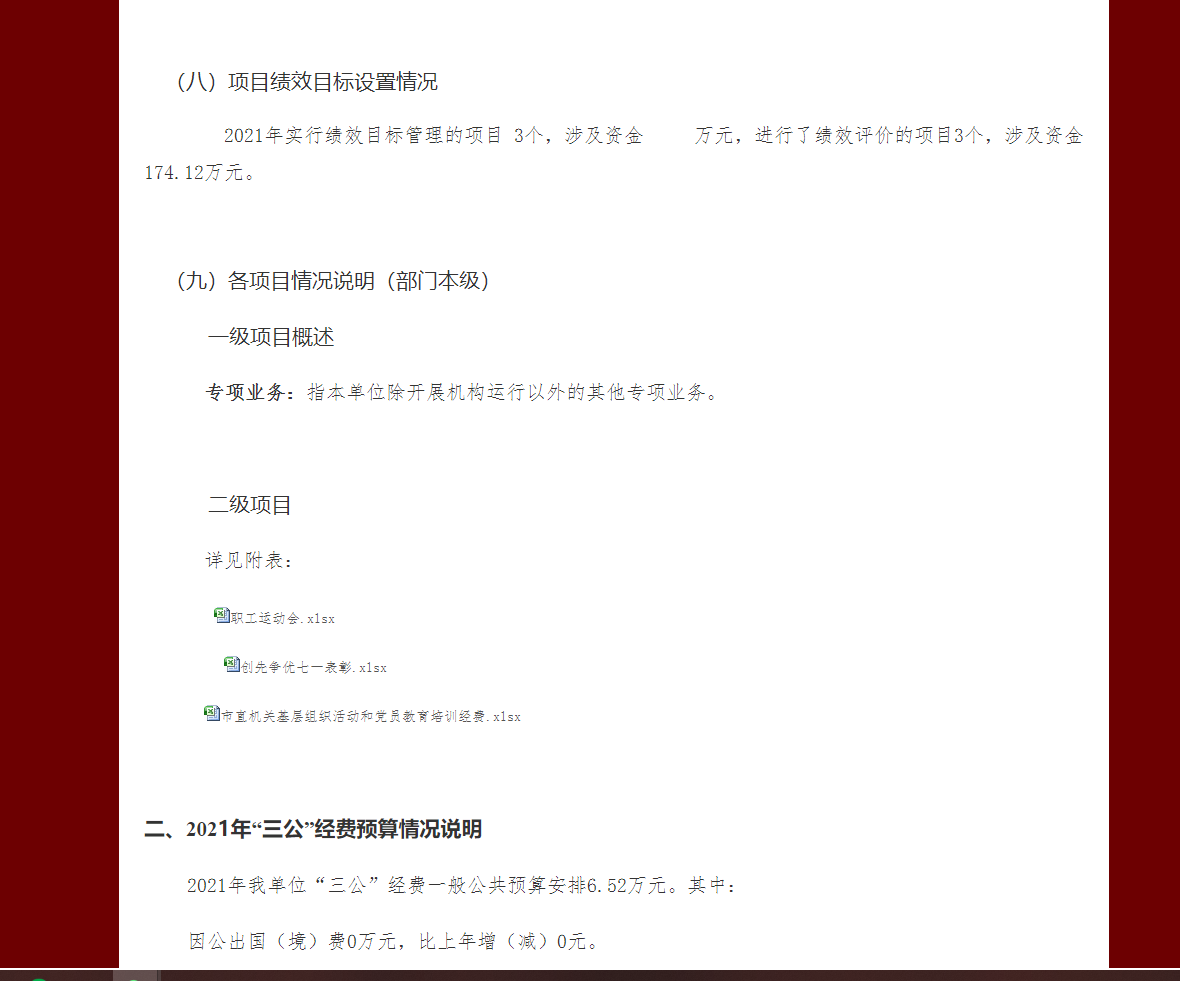 （八）项目绩效目标设置情况
2021年实行绩效目标管理的项目 3个，涉及资金 万元，进行了绩效评价的项目3个，涉及资金
174.12万元。
（九）各项目情况说明（部门本级）
一级项目概述
专项业务：指本单位除开展机构运行以外的其他专项业务。
二级项目
详见附表：
职工运动会.xlsx
创先争优七一表彰.xlsx
市直机关基层组织活动和党员教育培训经费.xlsx
二、2021年“三公”经费预算情况说明
2021年我单位“三公”经费一般公共预算安排6.52万元。其中：
因公出国（境）费0万元，比上年增（减）0元。